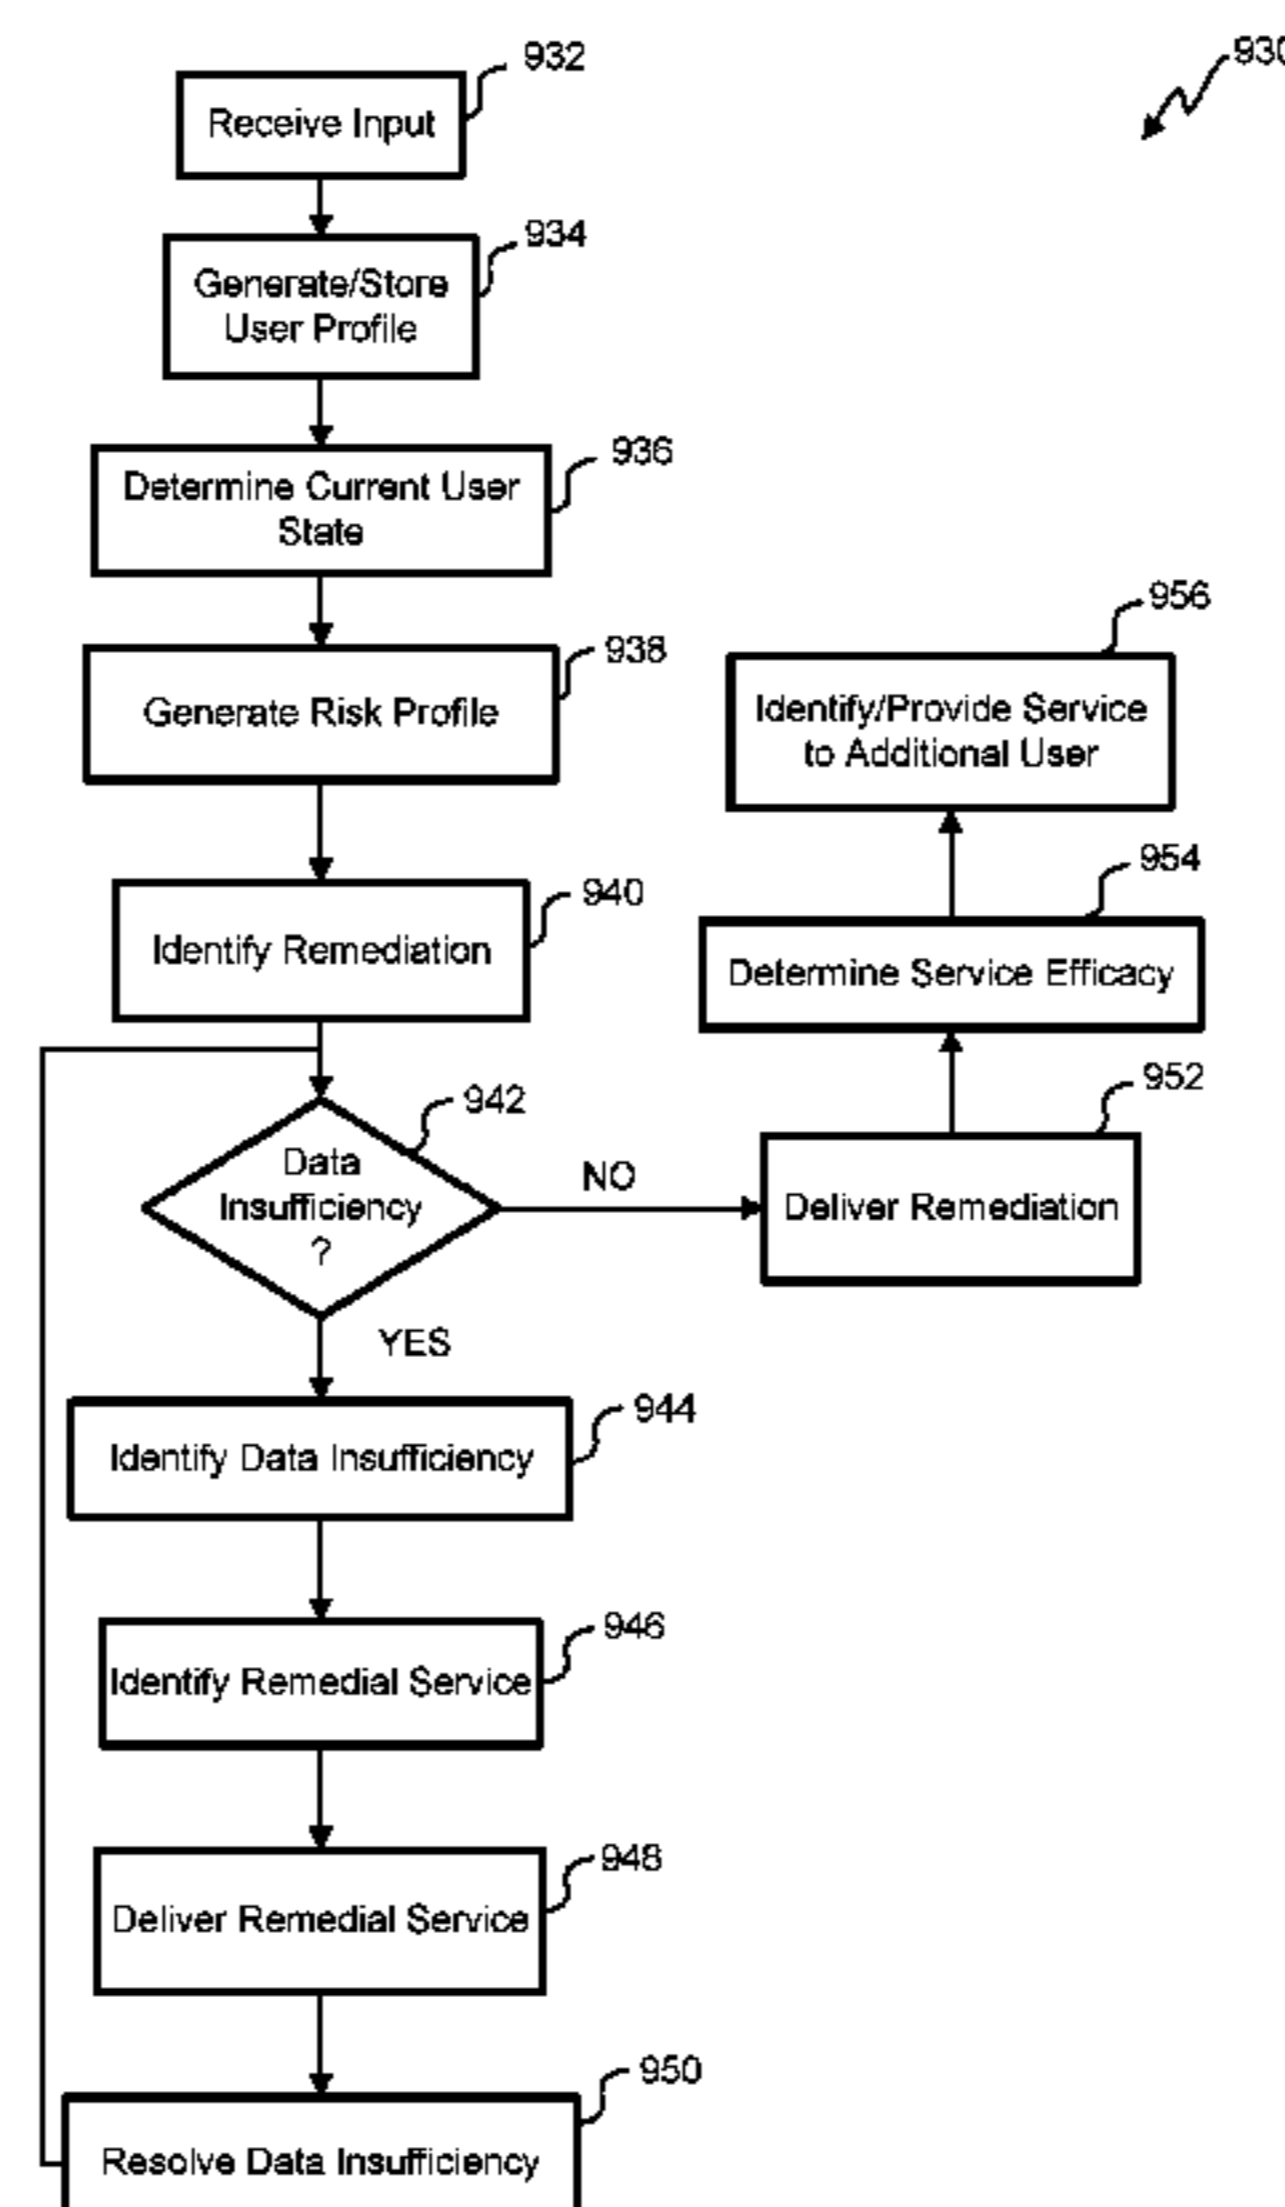 932
930
Receive Input
934
Generate/Store
User Profile
936
Determine Current User
State
938
Generate Risk Profile
940
Identify Remediation
942
Data
Insufficiency
?
NO
YES
944
Identify Data Insufficiency
946
Identify Remedial Service
948
Deliver Remedial Service
950
Resolve Data Insufficiency
952
Deliver Remediation
954
Determine Service Efficacy
956
Identify/Provide Service
to Additional User